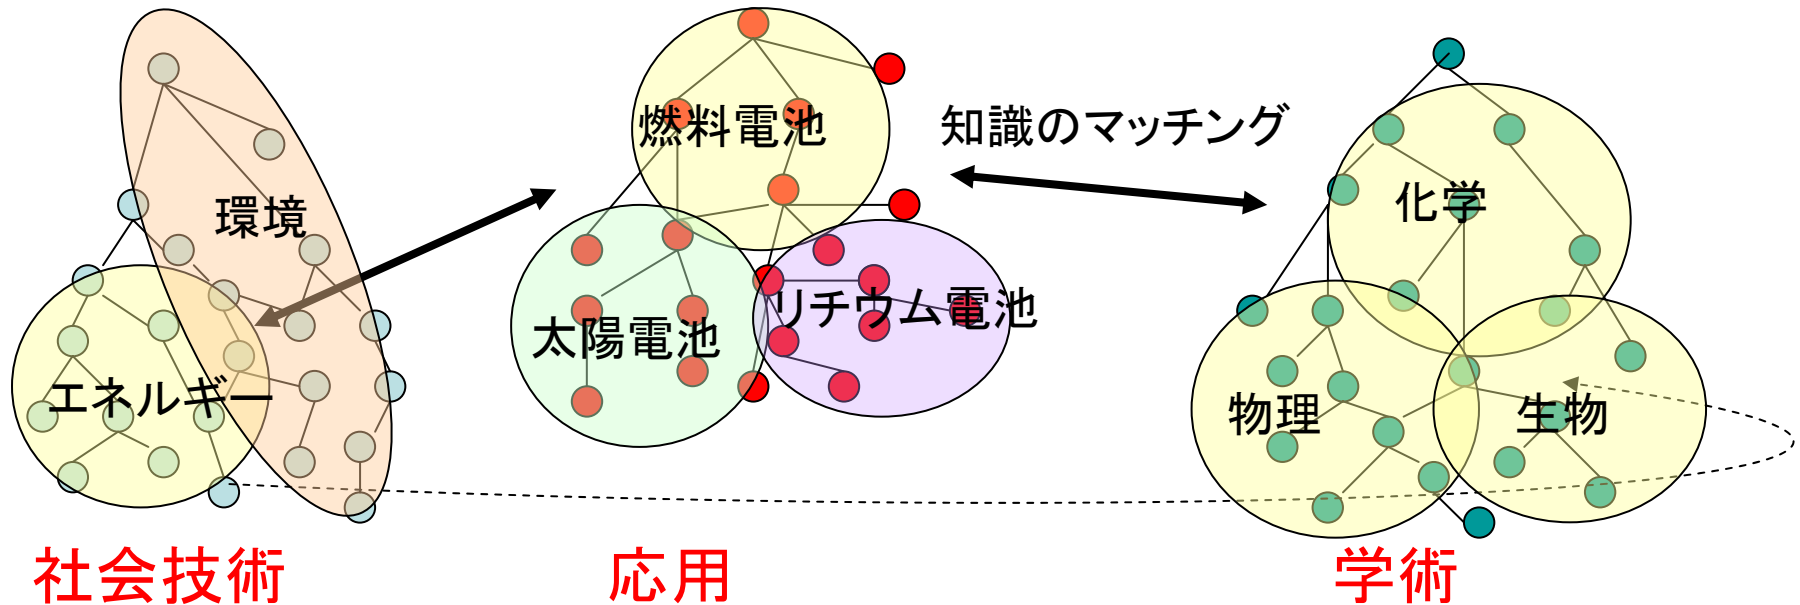 燃料電池
知識のマッチング
環境
化学
リチウム電池
太陽電池
エネルギー
物理
生物
社会技術
応用
学術